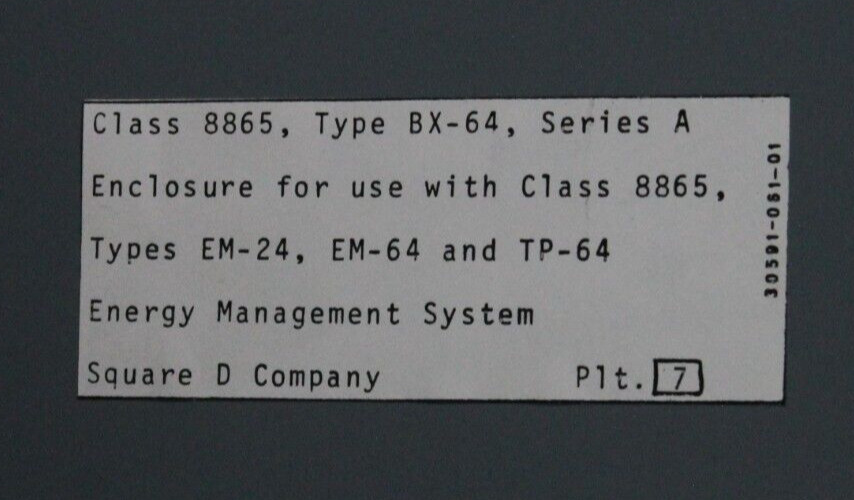 Class 8865, Type BX-64, Series A
Enclosure for use with Class 8865,
Types EM-24, EM-64 and TP-64
Energy Management System
Square D Company Plt. 7
30591-061-01